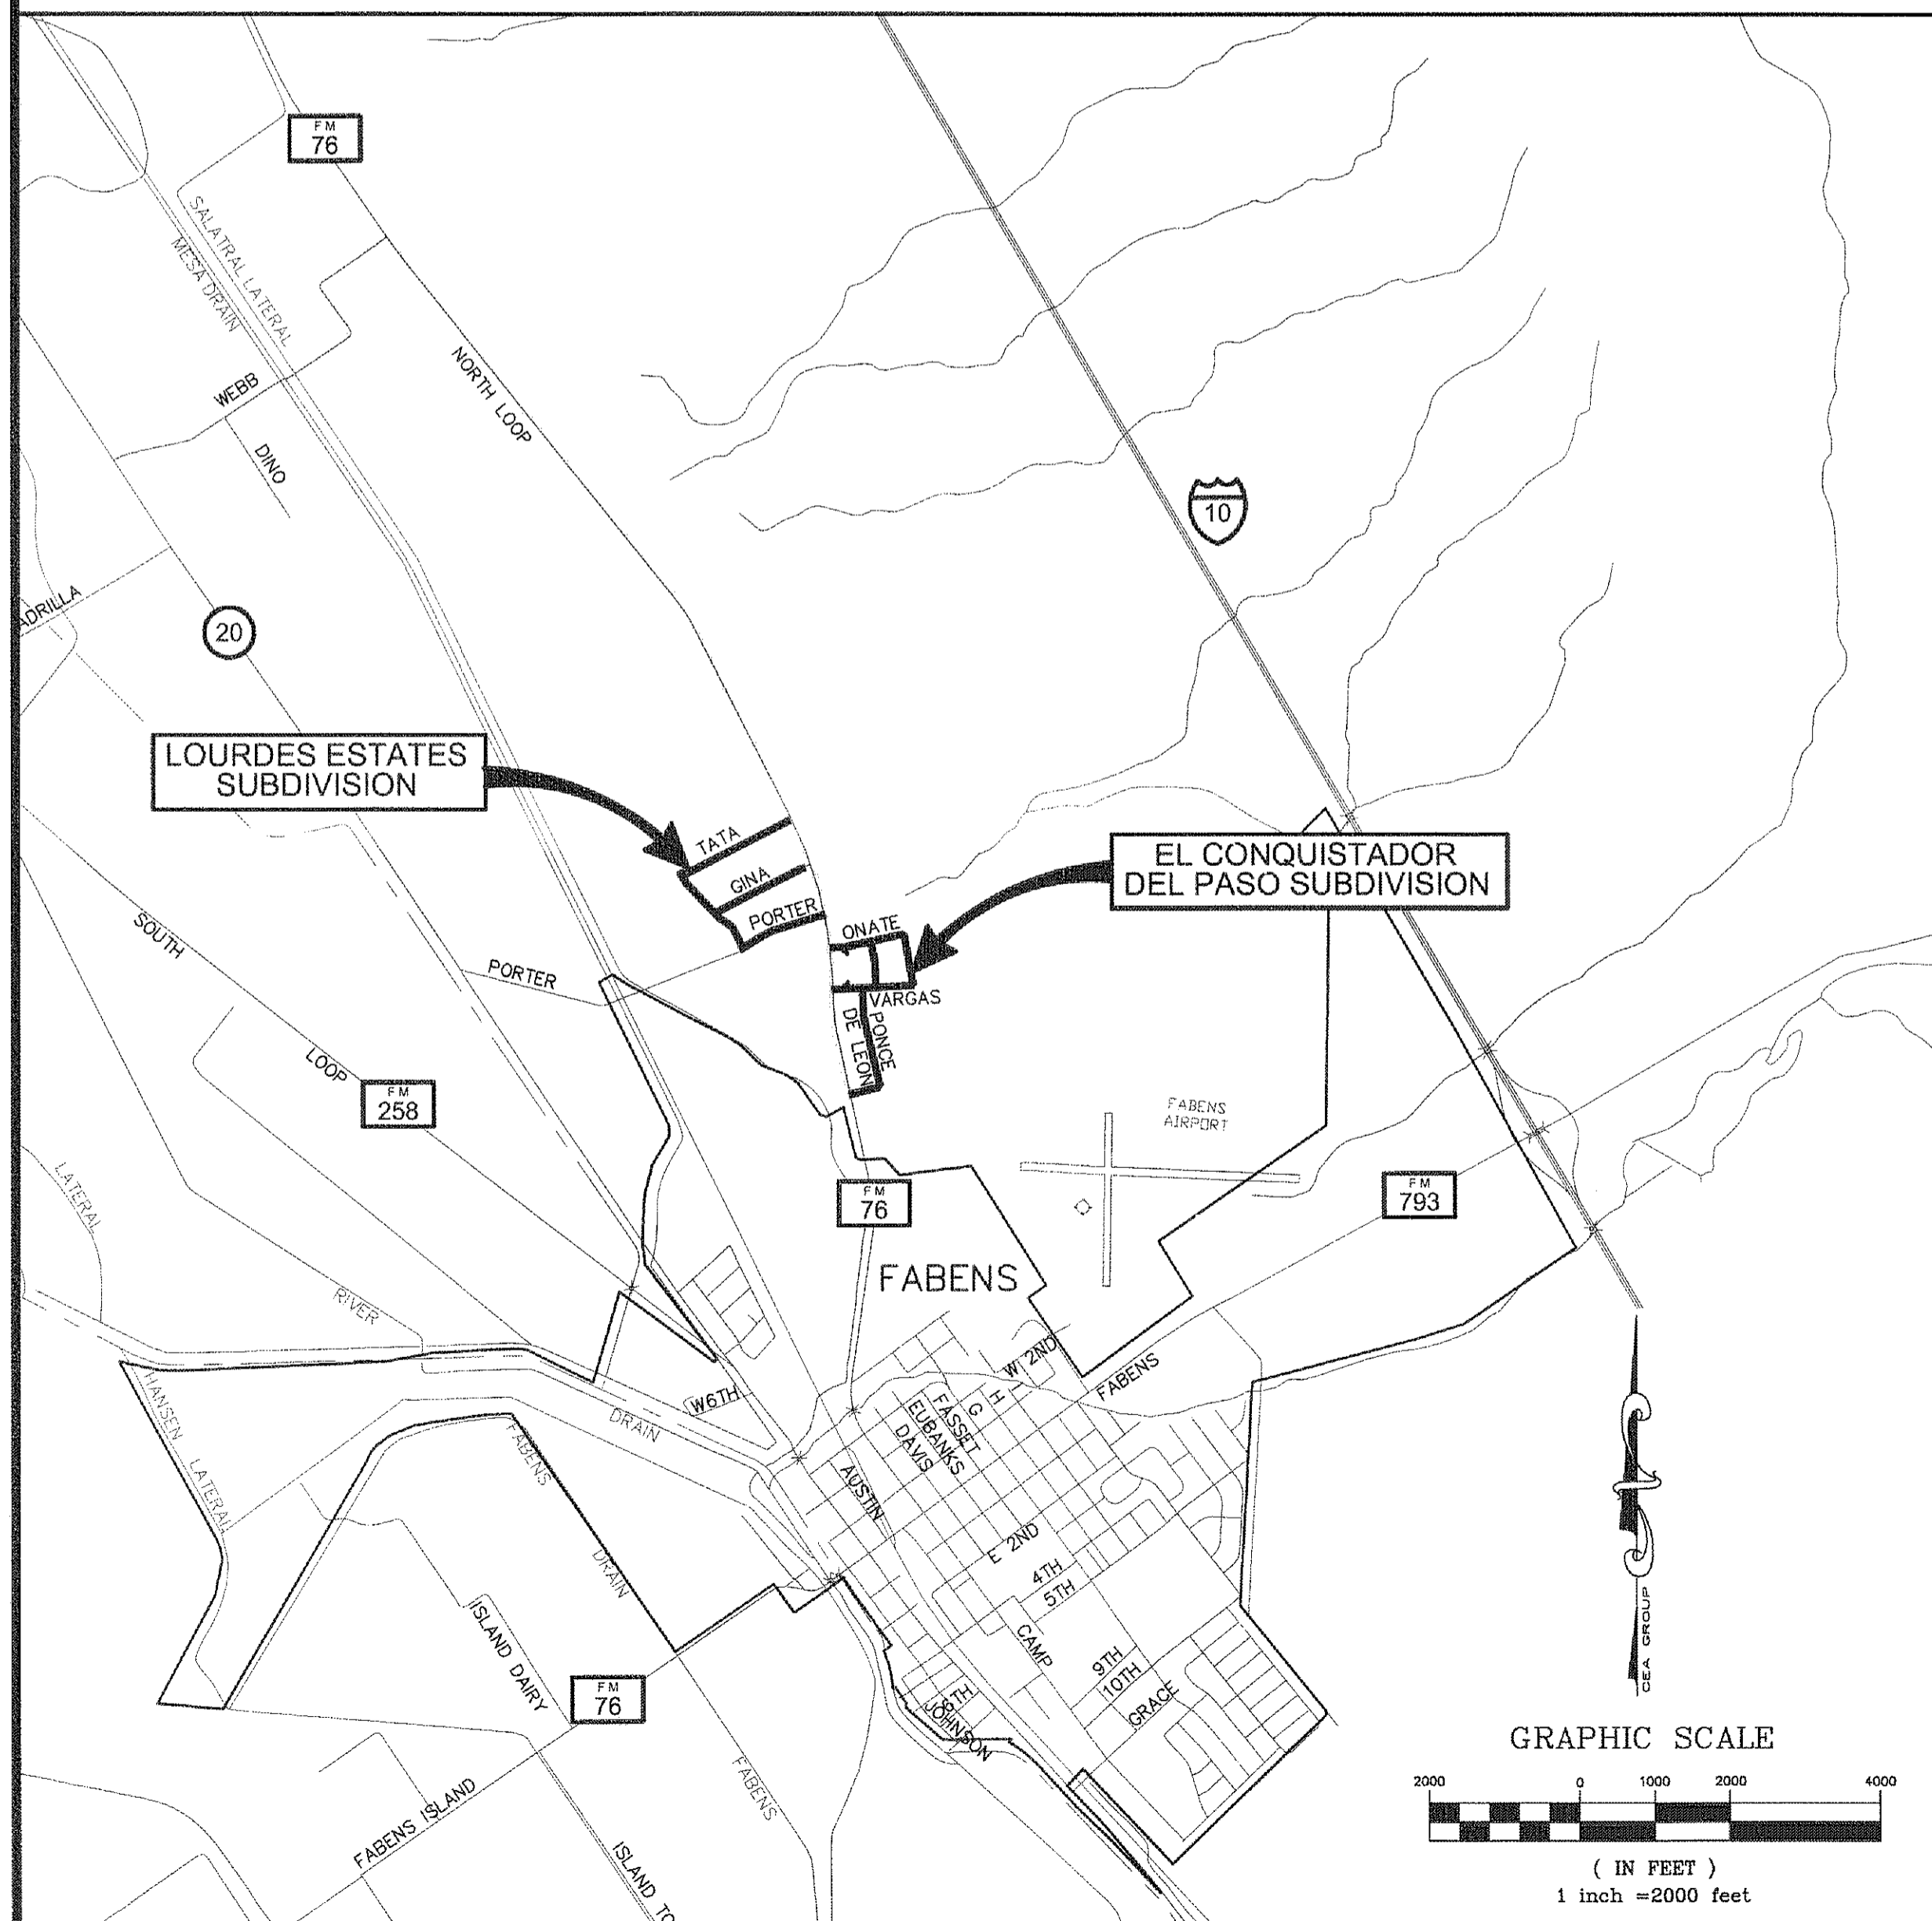 FM
76
SALATRAL LATERAL
MESA DRAIN
WEBB
DINO
NORTH LOOP
10
ADRILLA
20
LOURDES ESTATES
SUBDIVISION
TATA
GINA
PORTER
EL CONQUISTADOR
DEL PASO SUBDIVISION
ONATE
VARGAS
PONCE
DE LEON
SOUTH
LOOP
PORTER
FM
258
LATERAL
FABENS
AIRPORT
FM
76
FM
793
FABENS
RIVER
DRAIN
W6TH
W 2ND
H
G
FASSET
EUBANKS
DAVIS
AUSTIN
FABENS
HANSEN LATERAL
FABENS
DRAIN
E 2ND
4TH
5TH
CAMP
9TH
10TH
GRACE
6TH
JOHNSON
ISLAND DAIRY
FM
76
FABENS
FABENS ISLAND
ISLAND TO
CEA GROUP
GRAPHIC SCALE
2000 0 1000 2000 4000
( IN FEET )
1 inch =2000 feet